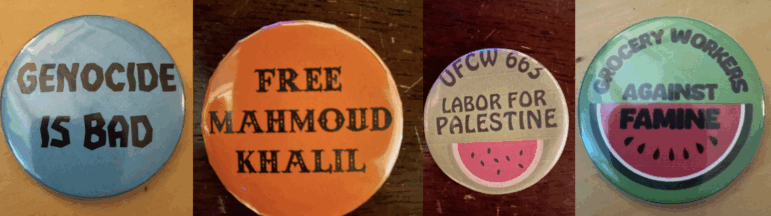 GENOCIDE
IS BAD
FREE
MAHMOUD
KHALIL
UFCW 663
LABOR FOR
PALESTINE
GROCERY WORKERS
AGAINST
FAMINE